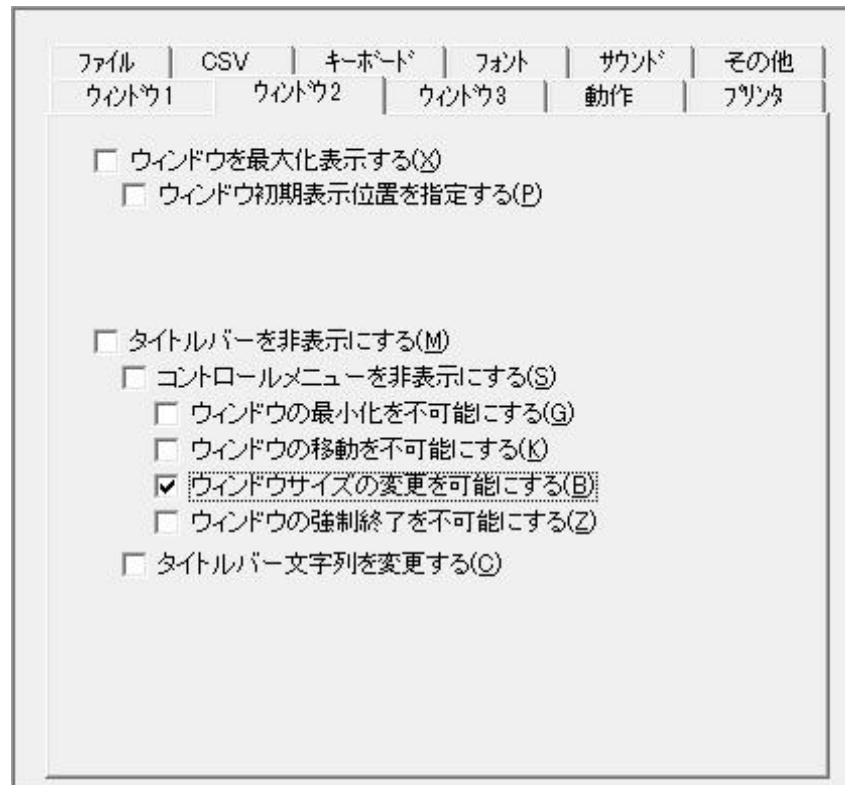 ﾌｧｲﾙ CSV ｷｰﾎﾞｰﾄﾞ ﾌｫﾝﾄ ｻｳﾝﾄﾞ その他
ｳｨﾝﾄﾞｳ1 ｳｨﾝﾄﾞｳ2 ｳｨﾝﾄﾞｳ3 動作 ﾌﾟﾘﾝﾀ
ウィンドウを最大化表示する(X)
ウィンドウ初期表示位置を指定する(P)
タイトルバーを非表示にする(M)
コントロールメニューを非表示にする(S)
ウィンドウの最小化を不可能にする(G)
ウィンドウの移動を不可能にする(K)
ウィンドウサイズの変更を可能にする(B)
ウィンドウの強制終了を不可能にする(Z)
タイトルバー文字列を変更する(C)